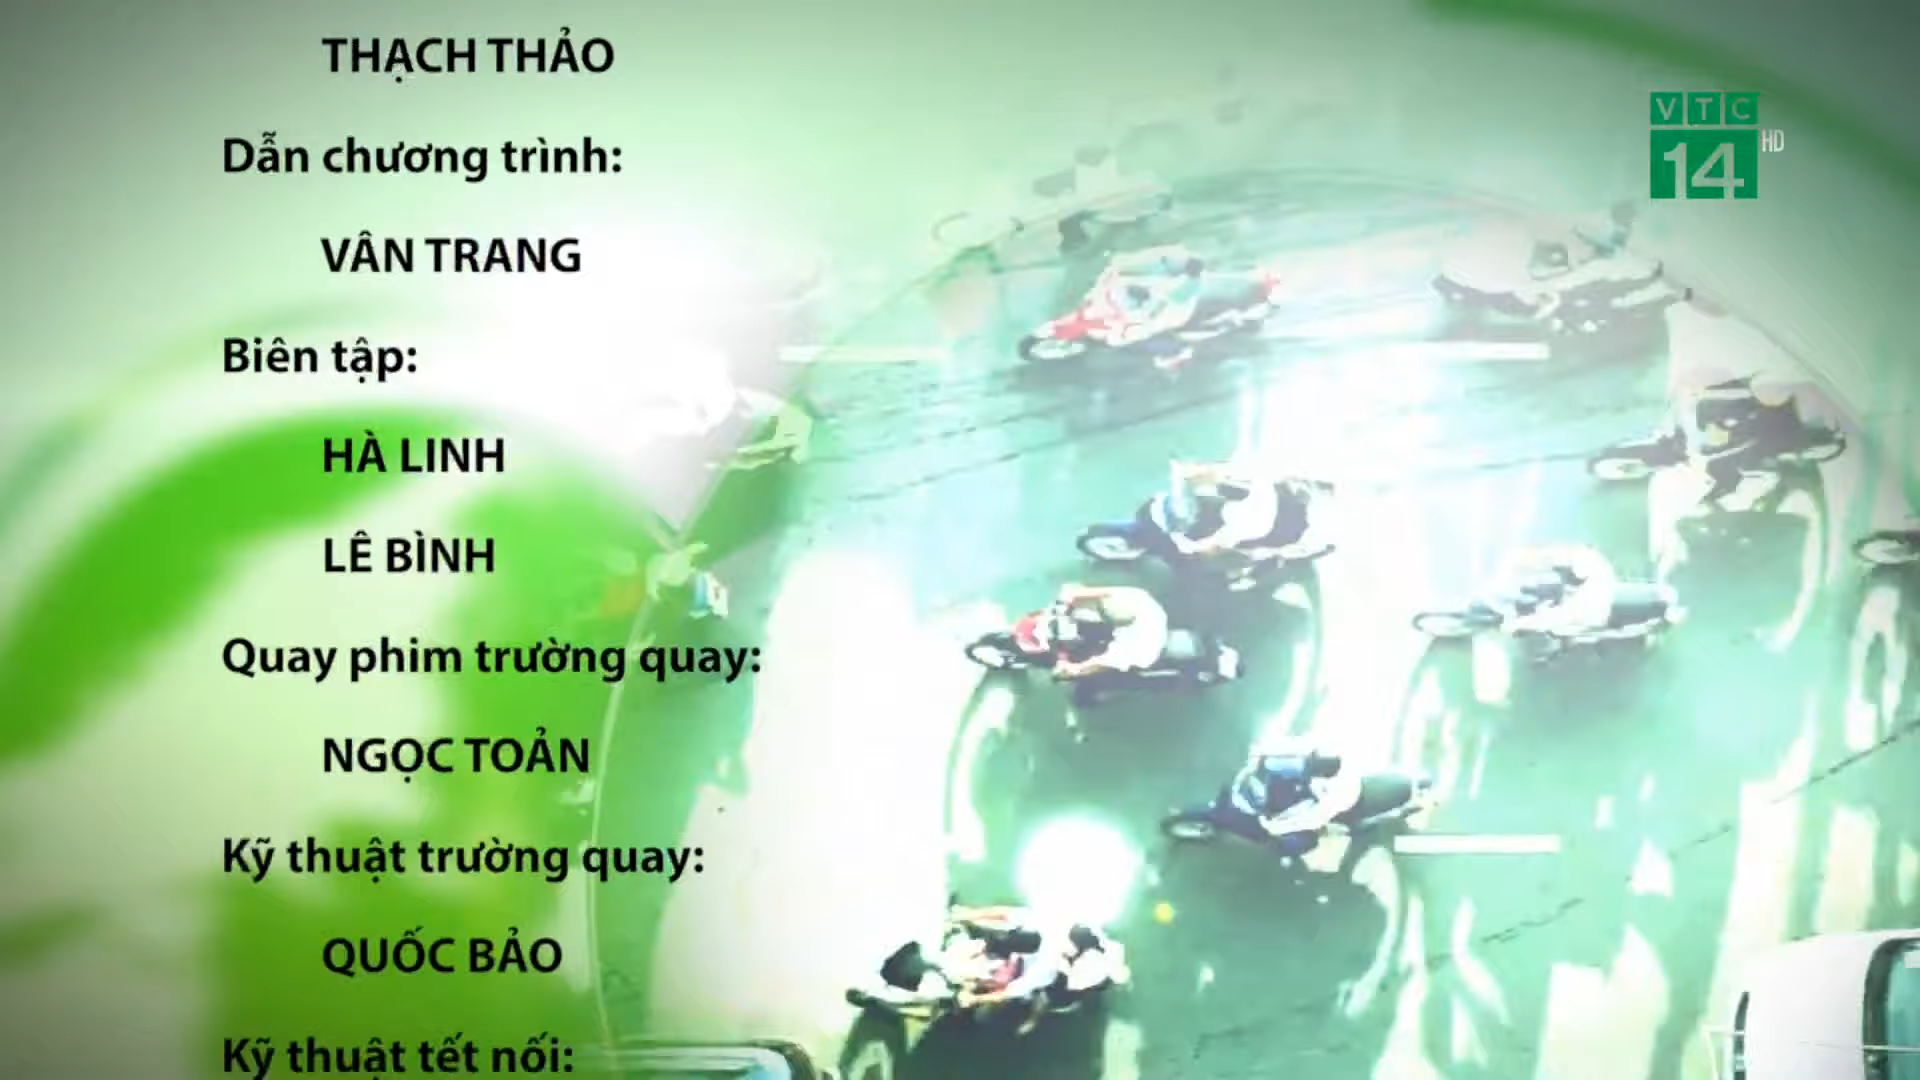 THẠCH THẢO
VTC
14 HD
Dẫn chương trình:
VÂN TRANG
Biên tập:
HÀ LINH
LÊ BÌNH
Quay phim trường quay:
NGỌC TOẢN
Kỹ thuật trường quay:
QUỐC BẢO
Kỹ thuật tết nối: